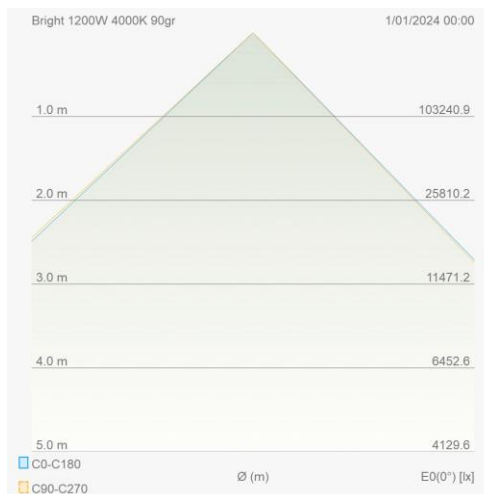 Bright 1200W 4000K 90gr 1/01/2024 00:00
1.0 m 103240.9
2.0 m 25810.2
3.0 m 11471.2
4.0 m 6452.6
5.0 m 4129.6
C0-C180
Ø (m) E0(0°) [lx]
C90-C270